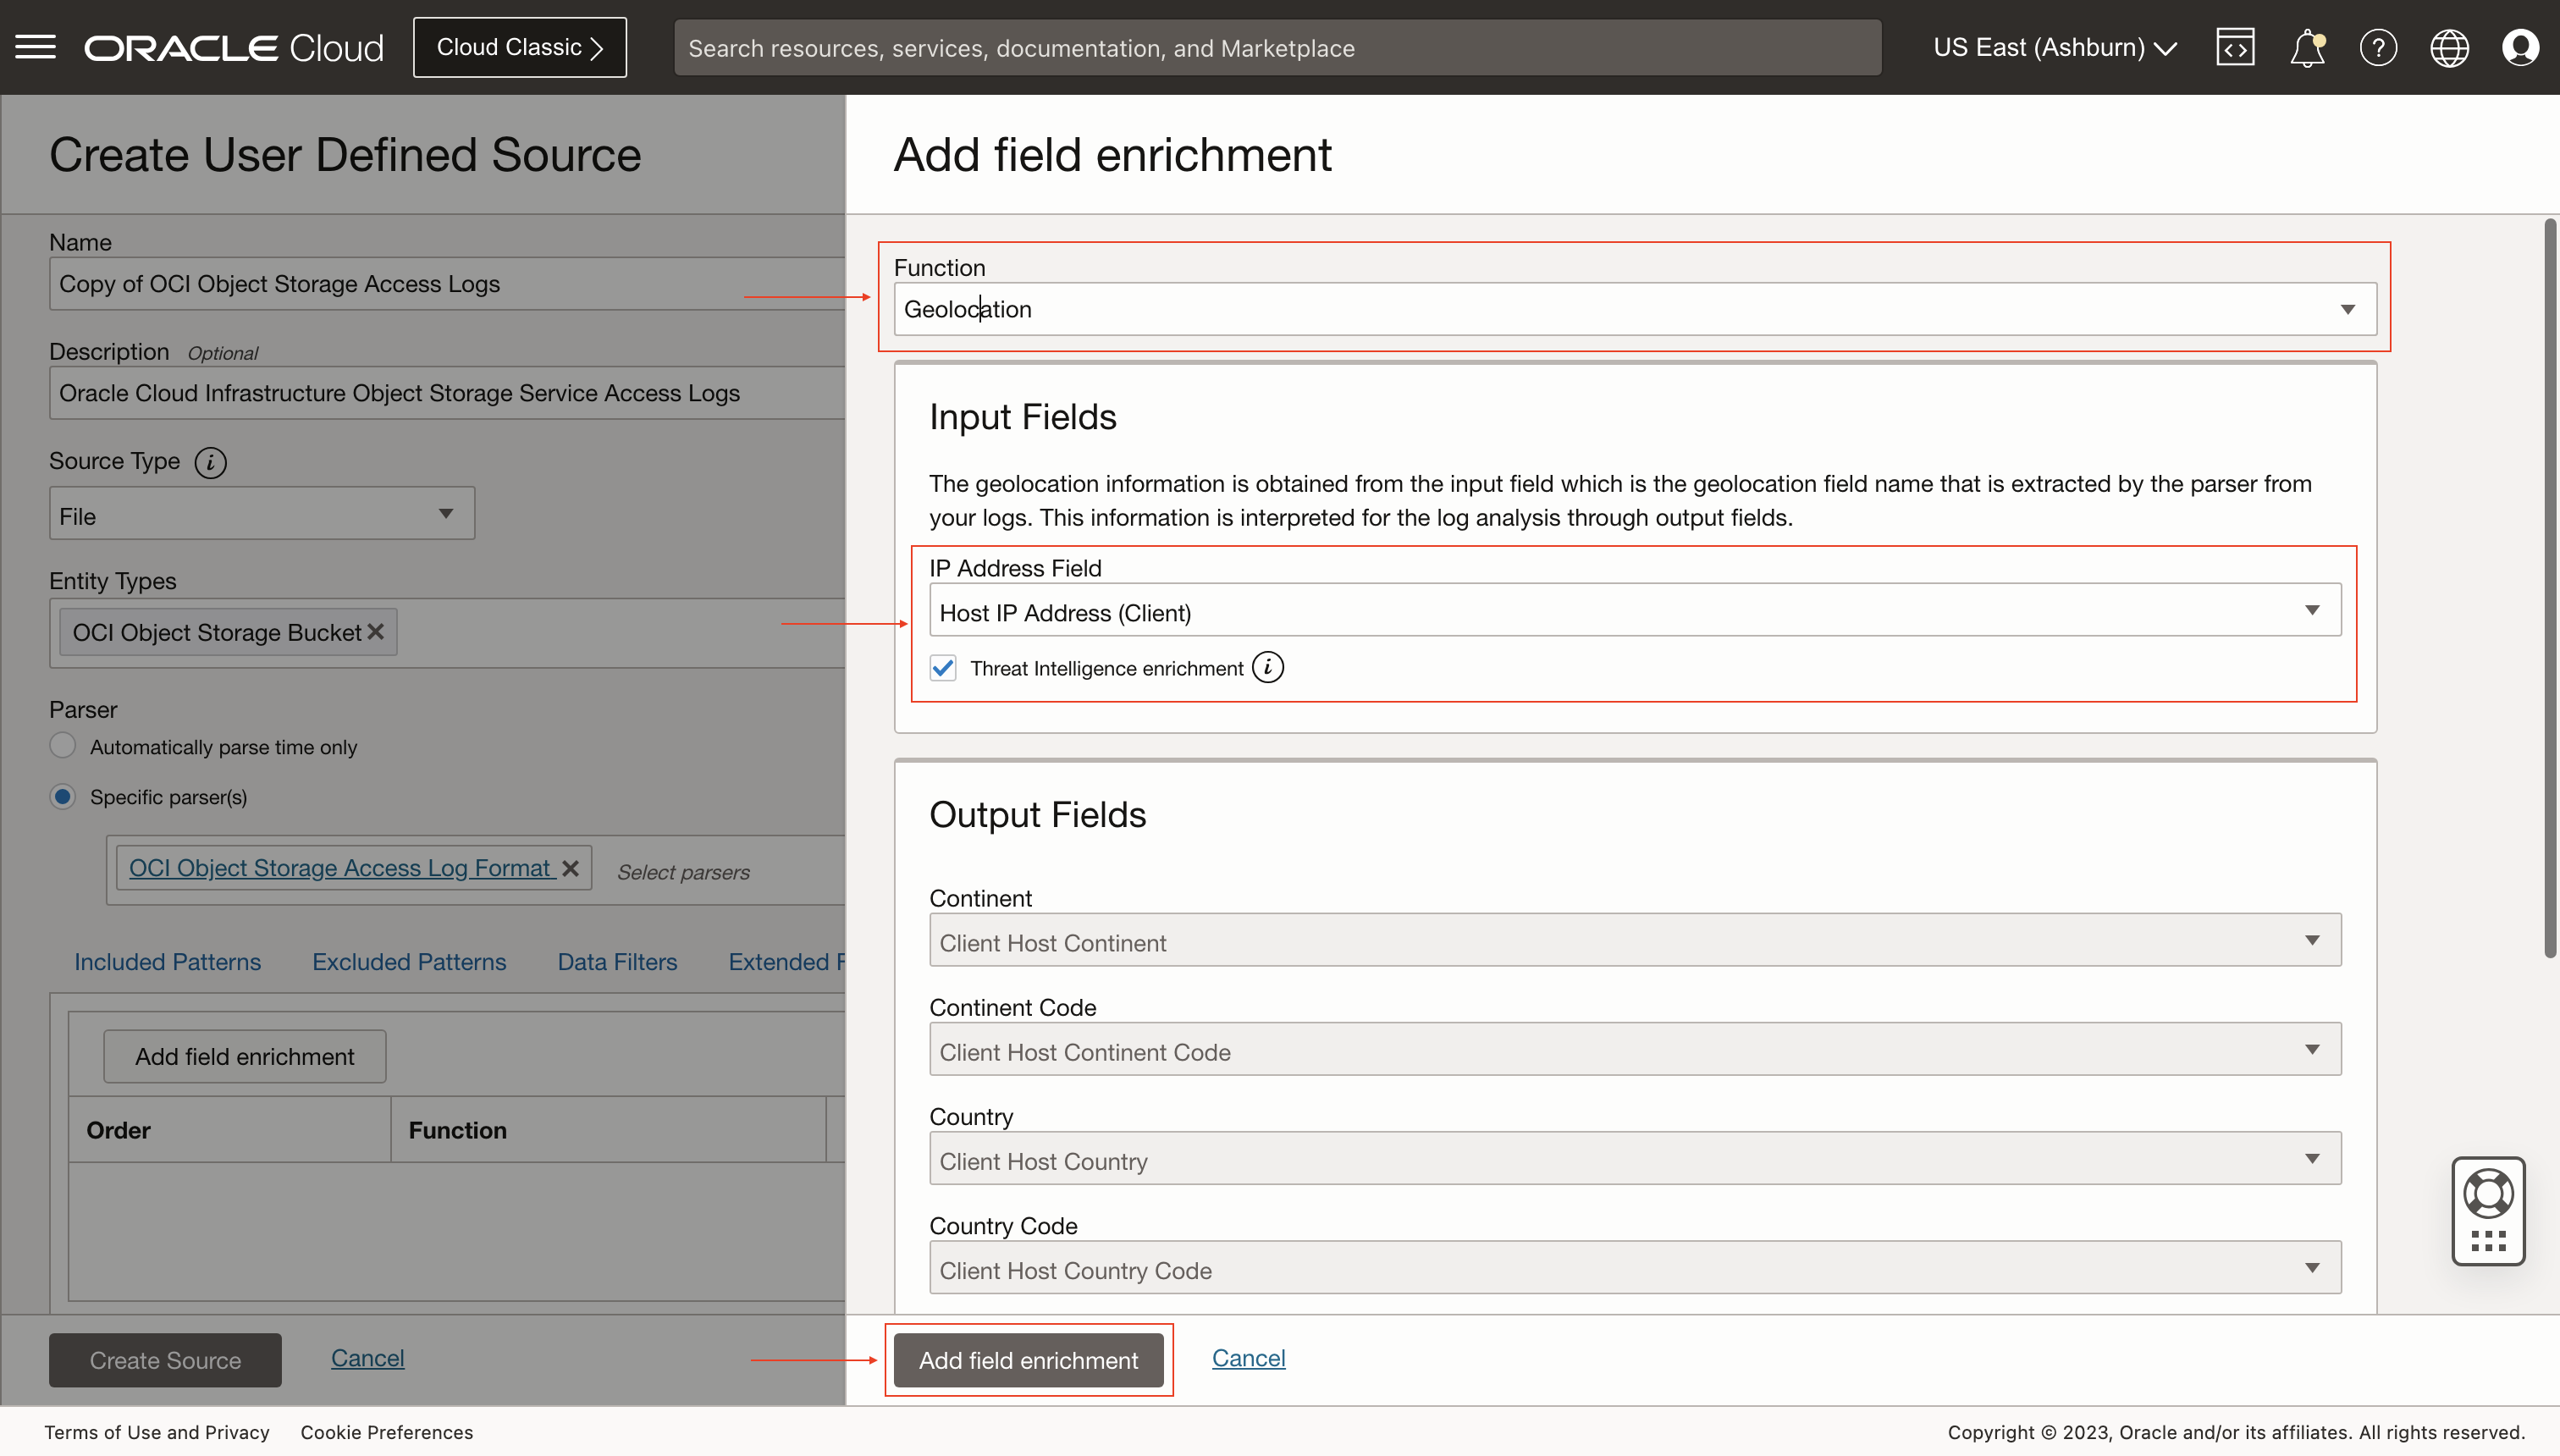 ORACLE Cloud
Cloud Classic
Search resources, services, documentation, and Marketplace
US East (Ashburn)
Create User Defined Source
Name
Copy of OCI Object Storage Access Logs
Description Optional
Oracle Cloud Infrastructure Object Storage Service Access Logs
Source Type
File
Entity Types
OCI Object Storage Bucket
Parser
Automatically parse time only
Specific parser(s)
OCI Object Storage Access Log Format
Select parsers
Included Patterns Excluded Patterns Data Filters Extended F
Add field enrichment
Order Function
Create Source Cancel
Add field enrichment
Function
Geolocation
Input Fields
The geolocation information is obtained from the input field which is the geolocation field name that is extracted by the parser from
your logs. This information is interpreted for the log analysis through output fields.
IP Address Field
Host IP Address (Client)
Threat Intelligence enrichment
Output Fields
Continent
Client Host Continent
Continent Code
Client Host Continent Code
Country
Client Host Country
Country Code
Client Host Country Code
Add field enrichment Cancel
Terms of Use and Privacy Cookie Preferences
Copyright © 2023, Oracle and/or its affiliates. All rights reserved.